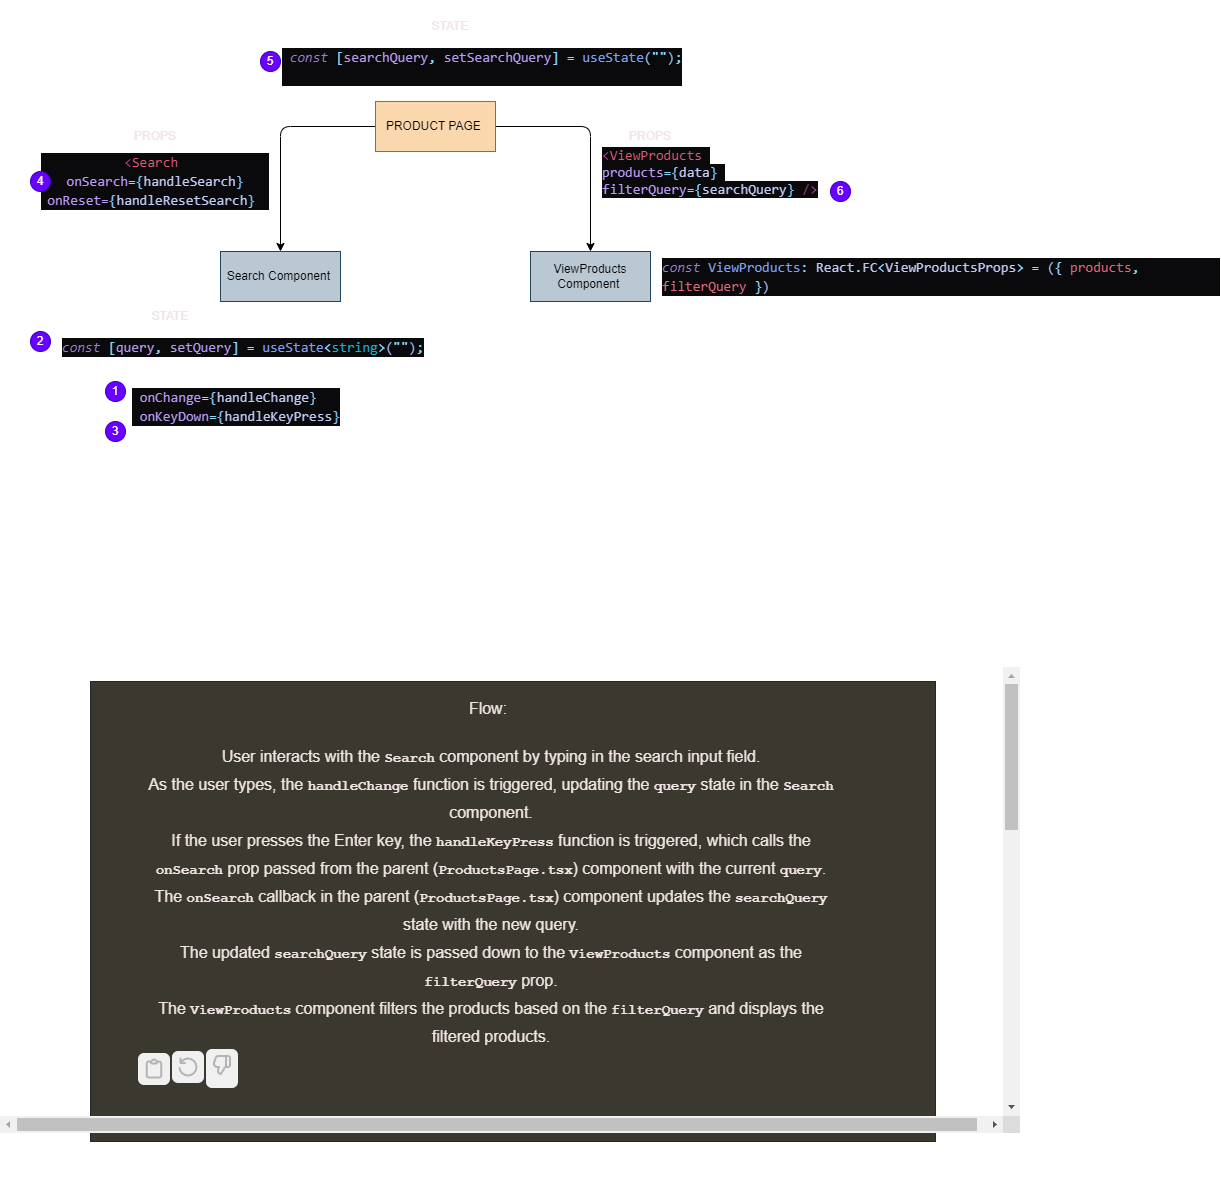 STATE
5
const [searchQuery, setSearchQuery] = useState("");
PRODUCT PAGE
PROPS
<Search
4
onSearch={handleSearch}
onReset={handleResetSearch}
PROPS
<ViewProducts
products={data}
filterQuery={searchQuery} />
6
Search Component
ViewProducts
Component
const ViewProducts: React.FC<ViewProductsProps> = ({ products,
filterQuery })
STATE
2
const [query, setQuery] = useState<string>("");
1
onChange={handleChange}
onKeyDown={handleKeyPress}
3
Flow:
User interacts with the Search component by typing in the search input field.
As the user types, the handleChange function is triggered, updating the query state in the Search
component.
If the user presses the Enter key, the handleKeyPress function is triggered, which calls the
onSearch prop passed from the parent (ProductsPage.tsx) component with the current query.
The onSearch callback in the parent (ProductsPage.tsx) component updates the searchQuery
state with the new query.
The updated searchQuery state is passed down to the ViewProducts component as the
filterQuery prop.
The ViewProducts component filters the products based on the filterQuery and displays the
filtered products.